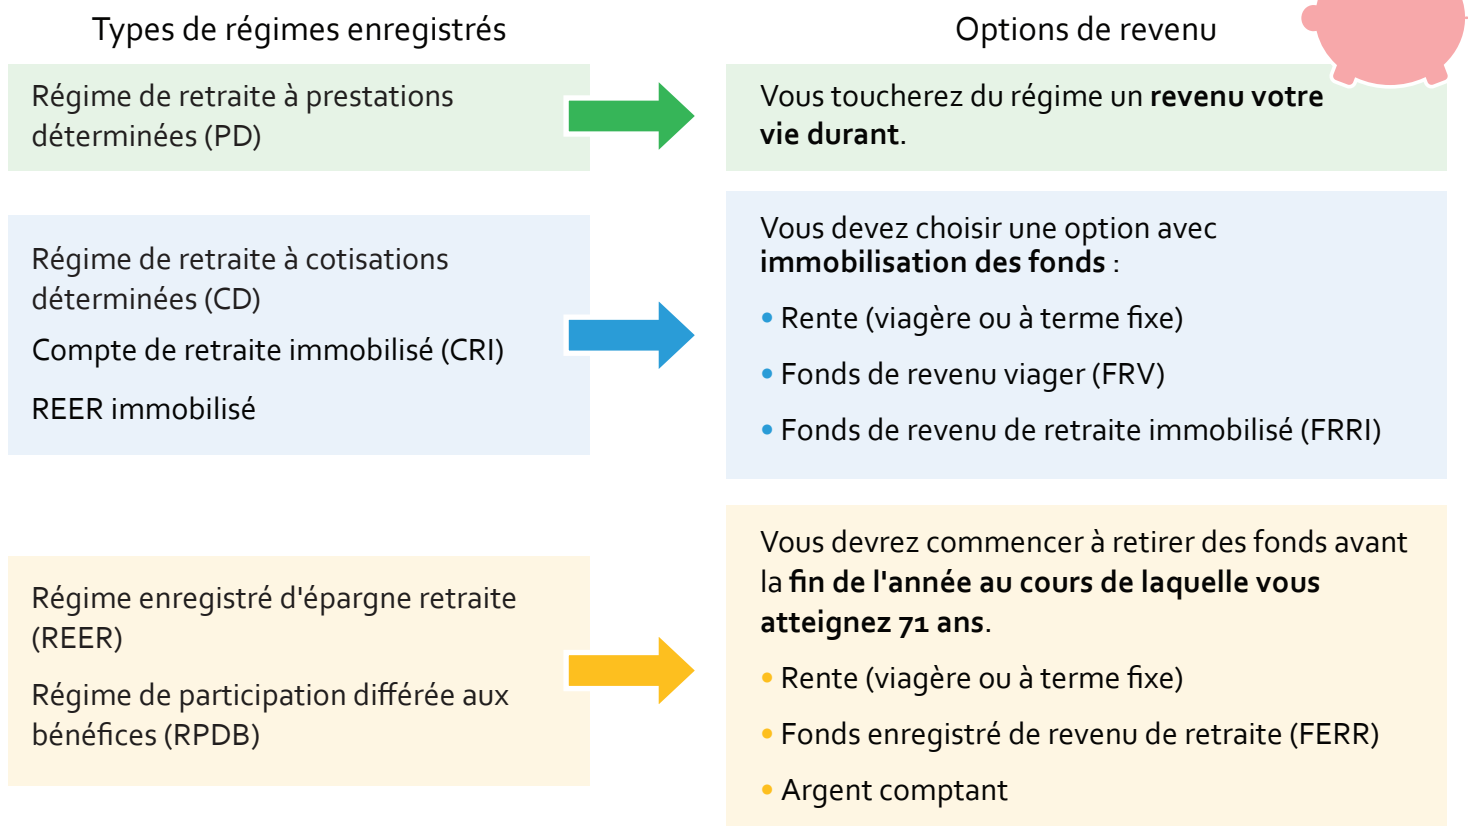 Types de régimes enregistrés
Options de revenu
Régime de retraite à prestations
déterminées (PD)
Vous toucherez du régime un revenu votre
vie durant.
Régime de retraite à cotisations
déterminées (CD)
Compte de retraite immobilisé (CRI)
REER immobilisé
Vous devez choisir une option avec
immobilisation des fonds :
• Rente (viagère ou à terme fixe)
• Fonds de revenu viager (FRV)
• Fonds de revenu de retraite immobilisé (FRRI)
Régime enregistré d'épargne retraite
(REER)
Régime de participation différée aux
bénéfices (RPDB)
Vous devrez commencer à retirer des fonds avant
la fin de l'année au cours de laquelle vous
atteignez 71 ans.
• Rente (viagère ou à terme fixe)
• Fonds enregistré de revenu de retraite (FERR)
• Argent comptant